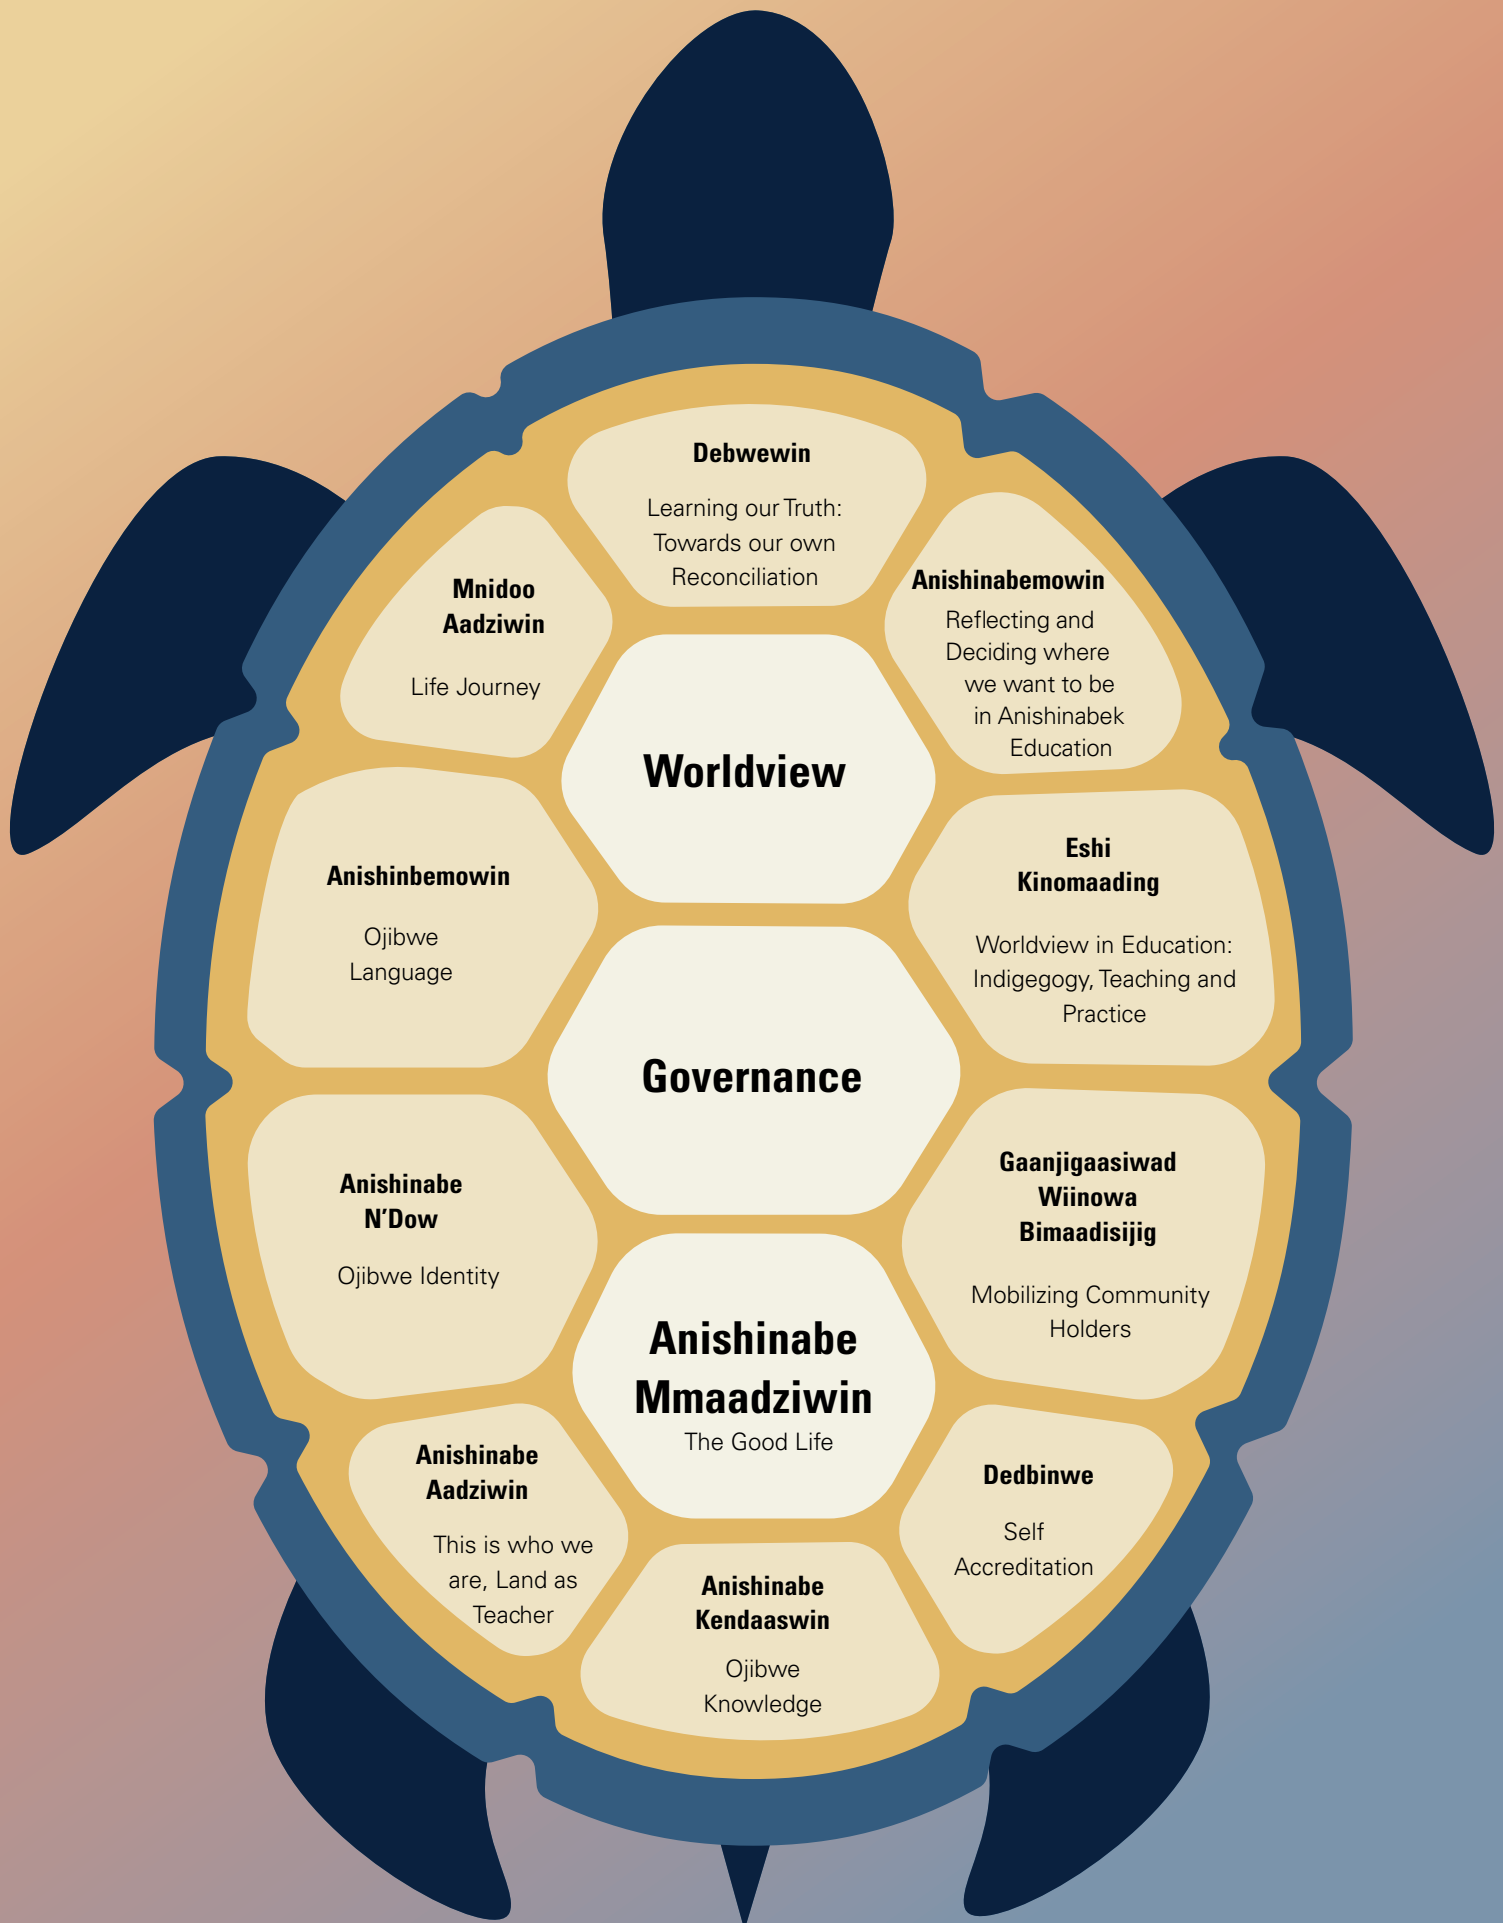 Debwewin
Learning our Truth:
Towards our own
Reconciliation
Anishinabemowin
Reflecting and
Deciding where
we want to be
in Anishinabek
Education
Eshi
Kinomaading
Worldview in Education:
Indigegogy, Teaching and
Practice
Gaanjigaasiwad
Wiinowa
Bimaadisijig
Mobilizing Community
Holders
Dedbinwe
Self
Accreditation
Anishinabe
Kendaaswin
Ojibwe
Knowledge
Anishinabe
Aadziwin
This is who we
are, Land as
Teacher
Anishinabe
N'Dow
Ojibwe Identity
Anishinbemowin
Ojibwe
Language
Mnidoo
Aadziwin
Life Journey
Worldview
Governance
Anishinabe
Mmaadziwin
The Good Life